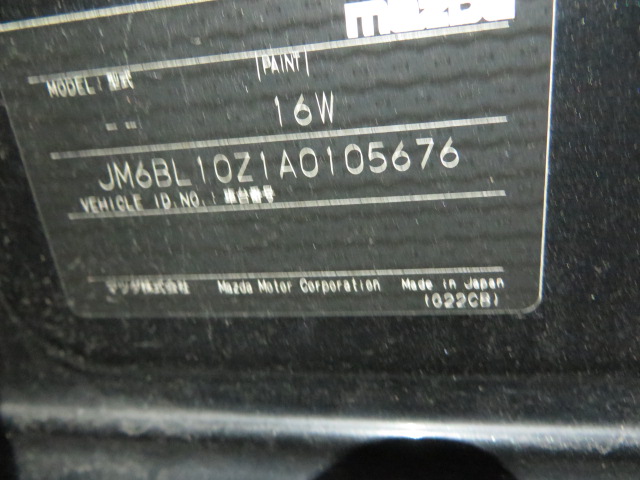 mazda
MODEL : 型式
PAINT
-- 16W
JM6BL10Z1A0105676
VEHICLE ID.NO. : 車台番号
マツダ株式会社 Mazda Motor Corporation Made in Japan
(G22CB)